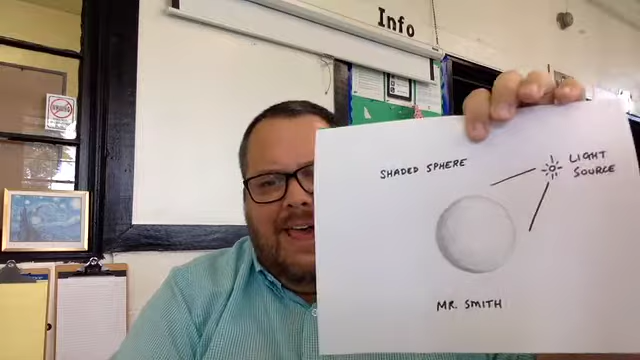 Info
SHADED SPHERE
LIGHT
SOURCE
MR. SMITH